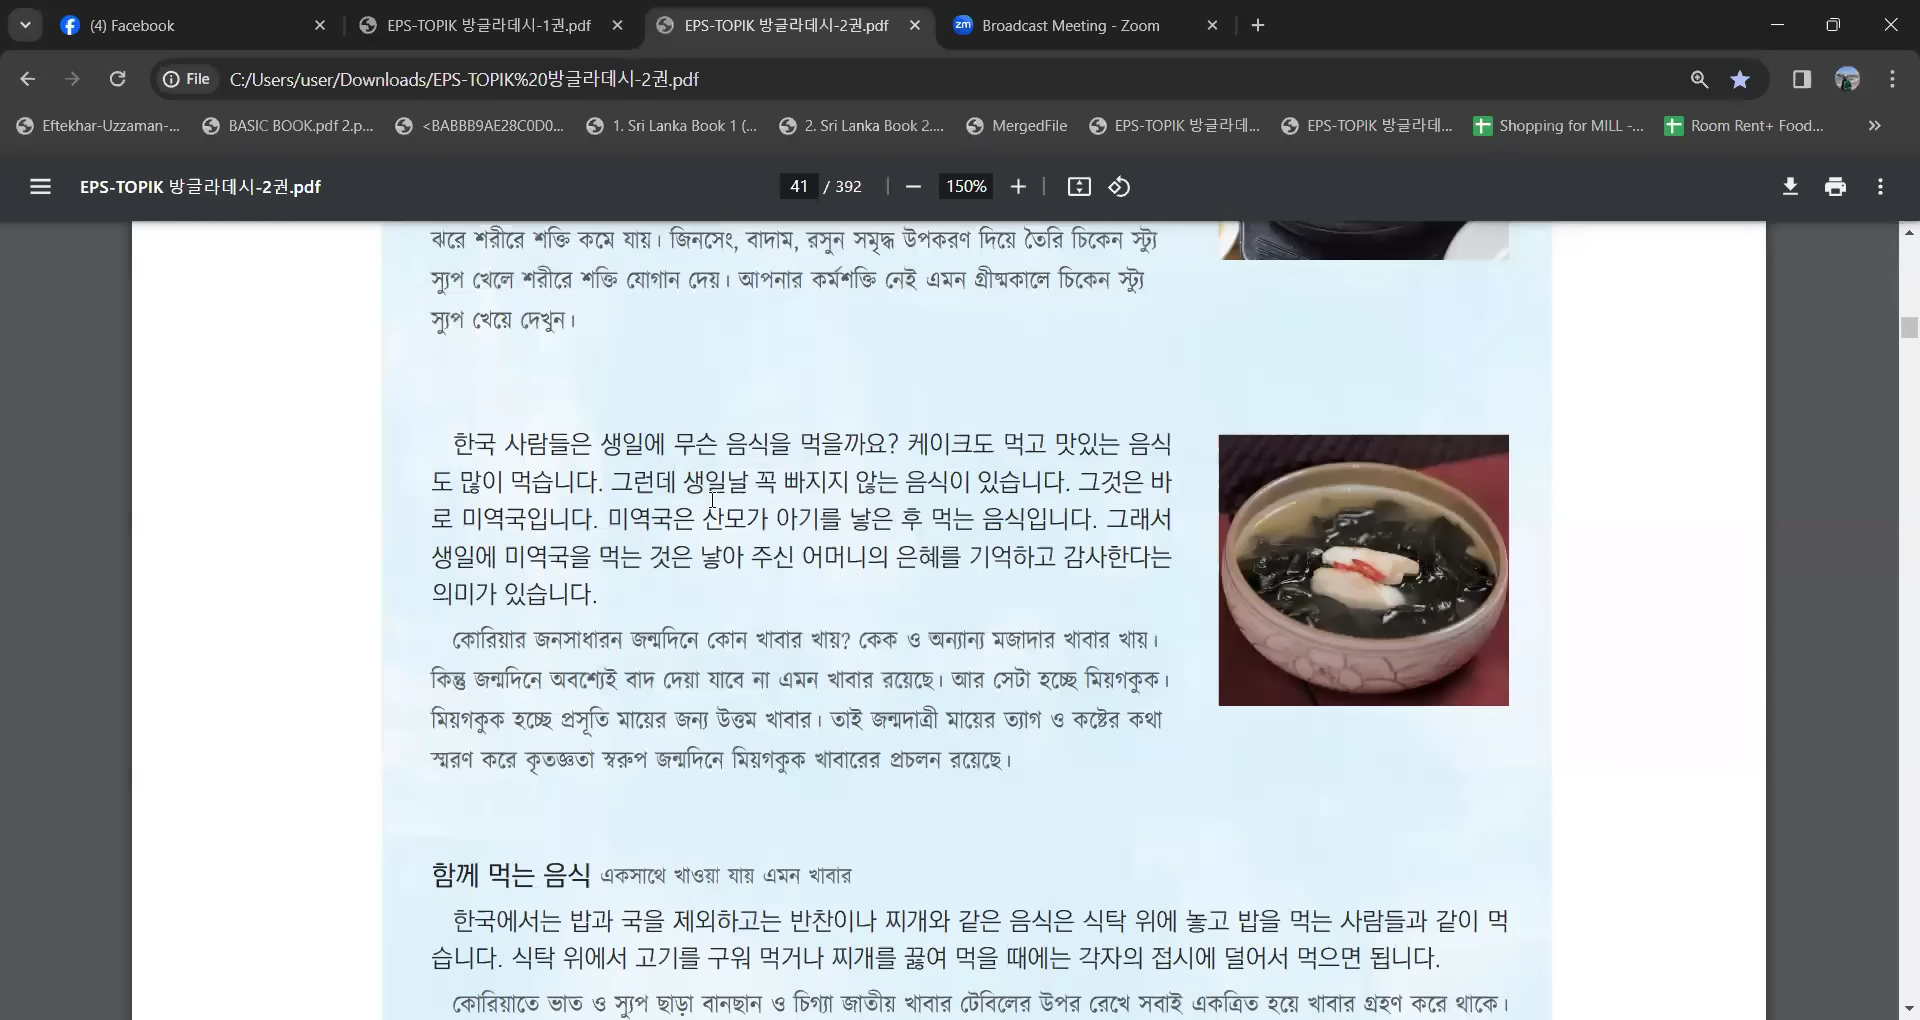 (4) Facebook
EPS-TOPIK 방글라데시-1권.pdf
EPS-TOPIK 방글라데시-2권.pdf
zm
Broadcast Meeting - Zoom
File
C:/Users/user/Downloads/EPS-TOPIK%20방글라데시-2권.pdf
Eftekhar-Uzzaman-...
BASIC BOOK.pdf 2.p...
<BABBB9AE28C0D0...
1. Sri Lanka Book 1 (...
2. Sri Lanka Book 2....
MergedFile
EPS-TOPIK 방글라데...
EPS-TOPIK 방글라데...
Shopping for MILL -...
Room Rent+ Food...
EPS-TOPIK 방글라데시-2권.pdf
41 / 392
150%
ঝরে শরীরে শক্তি কমে যায়। জিনসেং, বাদাম, রসুন সমৃদ্ধ উপকরণ দিয়ে তৈরি চিকেন স্ট্যু
স্যুপ খেলে শরীরে শক্তি যোগান দেয়। আপনার কর্মশক্তি নেই এমন গ্রীষ্মকালে চিকেন স্ট্যু
স্যুপ খেয়ে দেখুন।
한국 사람들은 생일에 무슨 음식을 먹을까요? 케이크도 먹고 맛있는 음식
도 많이 먹습니다. 그런데 생일날 꼭 빠지지 않는 음식이 있습니다. 그것은 바
로 미역국입니다. 미역국은 산모가 아기를 낳은 후 먹는 음식입니다. 그래서
생일에 미역국을 먹는 것은 낳아 주신 어머니의 은혜를 기억하고 감사한다는
의미가 있습니다.
কোরিয়ার জনসাধারন জন্মদিনে কোন খাবার খায়? কেক ও অন্যান্য মজাদার খাবার খায়।
কিন্তু জন্মদিনে অবশ্যেই বাদ দেয়া যাবে না এমন খাবার রয়েছে। আর সেটা হচ্ছে মিয়গকুক।
মিয়গকুক হচ্ছে প্রসূতি মায়ের জন্য উত্তম খাবার। তাই জন্মদাত্রী মায়ের ত্যাগ ও কষ্টের কথা
স্মরণ করে কৃতজ্ঞতা স্বরুপ জন্মদিনে মিয়গকুক খাবারের প্রচলন রয়েছে।
함께 먹는 음식 একসাথে খাওয়া যায় এমন খাবার
한국에서는 밥과 국을 제외하고는 반찬이나 찌개와 같은 음식은 식탁 위에 놓고 밥을 먹는 사람들과 같이 먹
습니다. 식탁 위에서 고기를 구워 먹거나 찌개를 끓여 먹을 때에는 각자의 접시에 덜어서 먹으면 됩니다.
কোরিয়াতে ভাত ও স্যুপ ছাড়া বানছান ও চিগ্যা জাতীয় খাবার টেবিলের উপর রেখে সবাই একত্রিত হয়ে খাবার গ্রহণ করে থাকে।